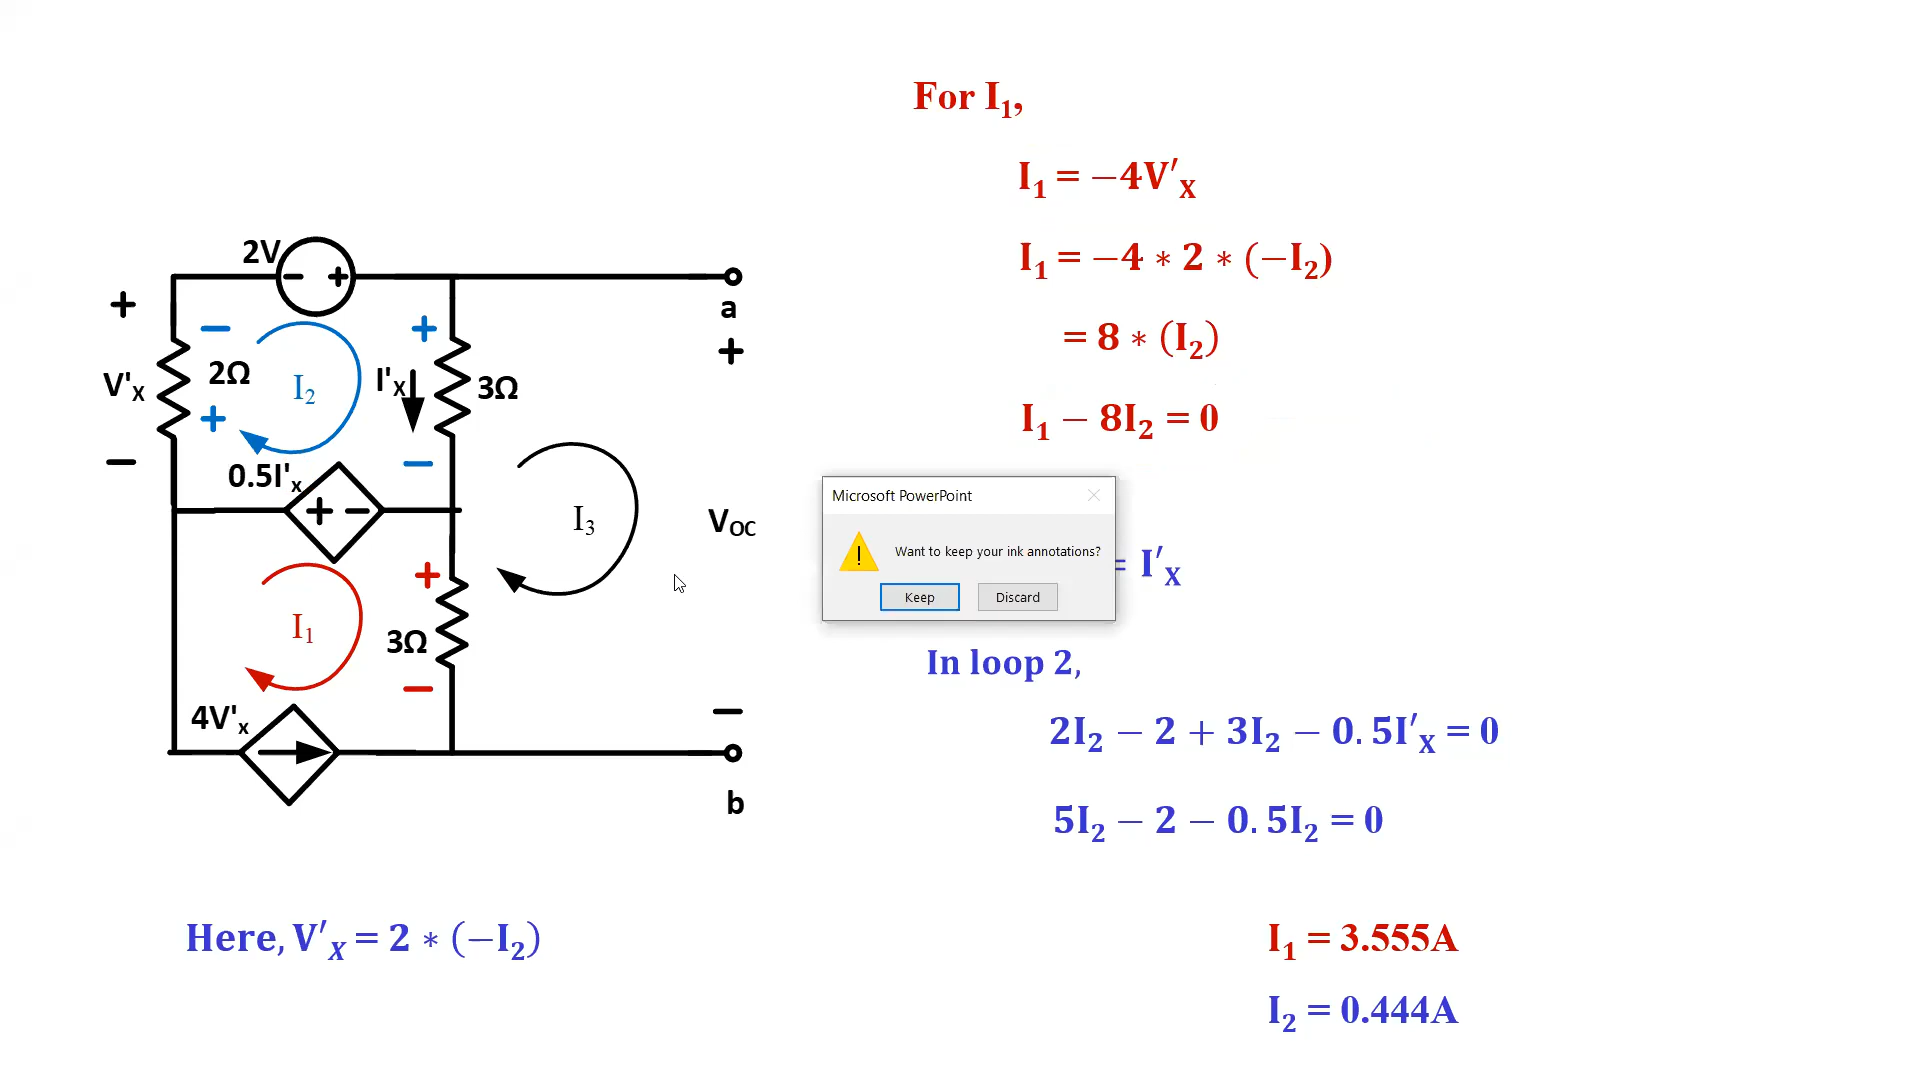 For I₁,
I₁ = −4V′X
I₁ = −4 ∗ 2 ∗ (−I₂)
= 8 ∗ (I₂)
I₁ − 8I₂ = 0
= I′X
In loop 2,
2I₂ − 2 + 3I₂ − 0.5I′X = 0
5I₂ − 2 − 0.5I₂ = 0
I₁ = 3.555A
I₂ = 0.444A
2V
− +
a
+
+
−
+
V'X
2Ω
I₂
I'X
3Ω
+
−
−
0.5I'x
+ −
I₃
VOC
I₁
+
3Ω
−
4V'x
−
b
Here, V′X = 2 ∗ (−I₂)
Microsoft PowerPoint
Want to keep your ink annotations?
Keep
Discard